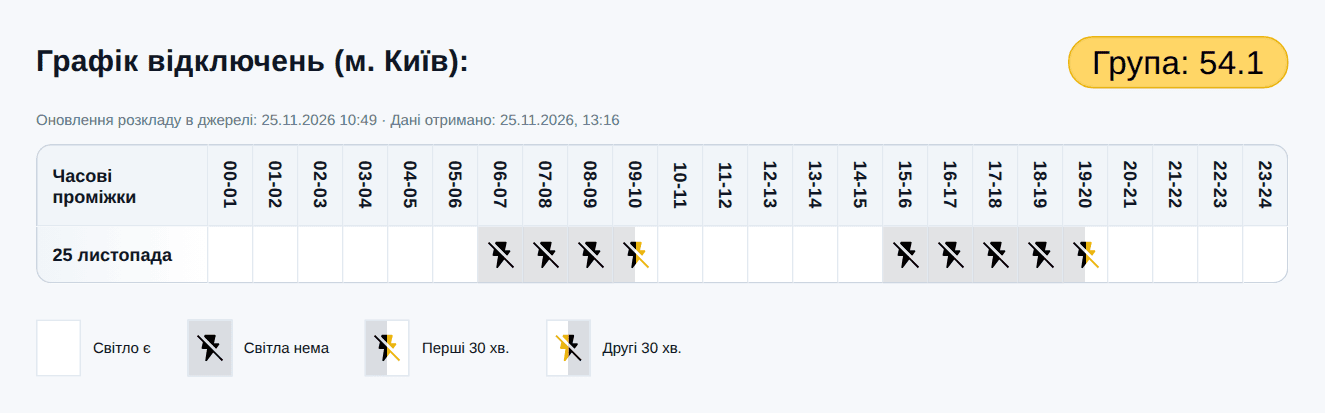 Графік відключень (м. Київ):
Група: 54.1
Оновлення розкладу в джерелі: 25.11.2026 10:49 · Дані отримано: 25.11.2026, 13:16
Часові
проміжки
00-01
01-02
02-03
03-04
04-05
05-06
06-07
07-08
08-09
09-10
10-11
11-12
12-13
13-14
14-15
15-16
16-17
17-18
18-19
19-20
20-21
21-22
22-23
23-24
25 листопада
Світло є
Світла нема
Перші 30 хв.
Другі 30 хв.